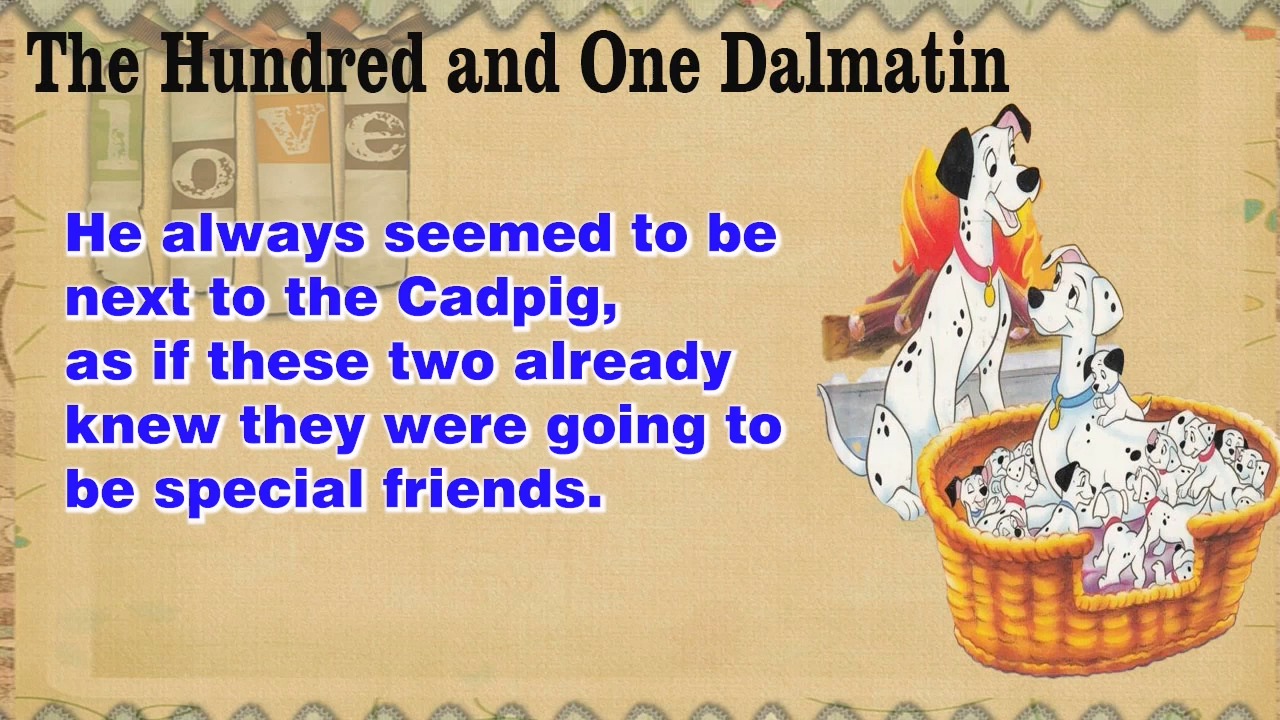 The Hundred and One Dalmatin
love
He always seemed to be
next to the Cadpig,
as if these two already
knew they were going to
be special friends.